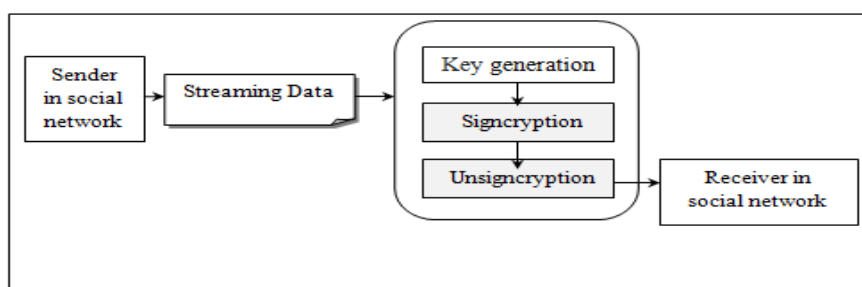 Sender
in social
network
Streaming Data
Key generation
Signcryption
Unsigncryption
Receiver in
social network